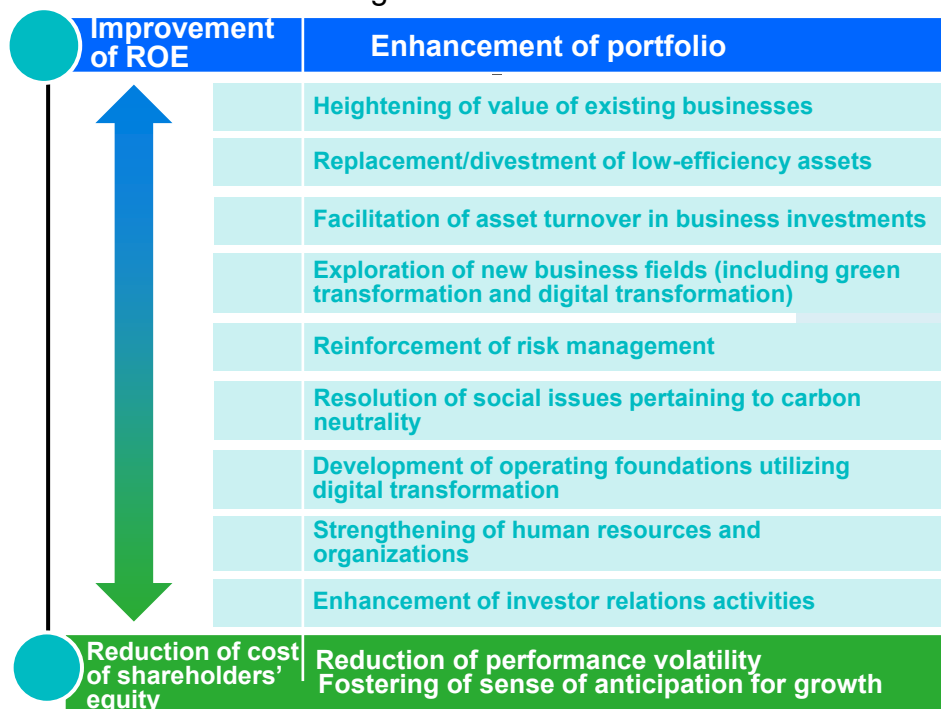 Improvement
of ROE
Enhancement of portfolio
Heightening of value of existing businesses
Replacement/divestment of low-efficiency assets
Facilitation of asset turnover in business investments
Exploration of new business fields (including green
transformation and digital transformation)
Reinforcement of risk management
Resolution of social issues pertaining to carbon
neutrality
Development of operating foundations utilizing
digital transformation
Strengthening of human resources and
organizations
Enhancement of investor relations activities
Reduction of cost
of shareholders’
equity
Reduction of performance volatility
Fostering of sense of anticipation for growth